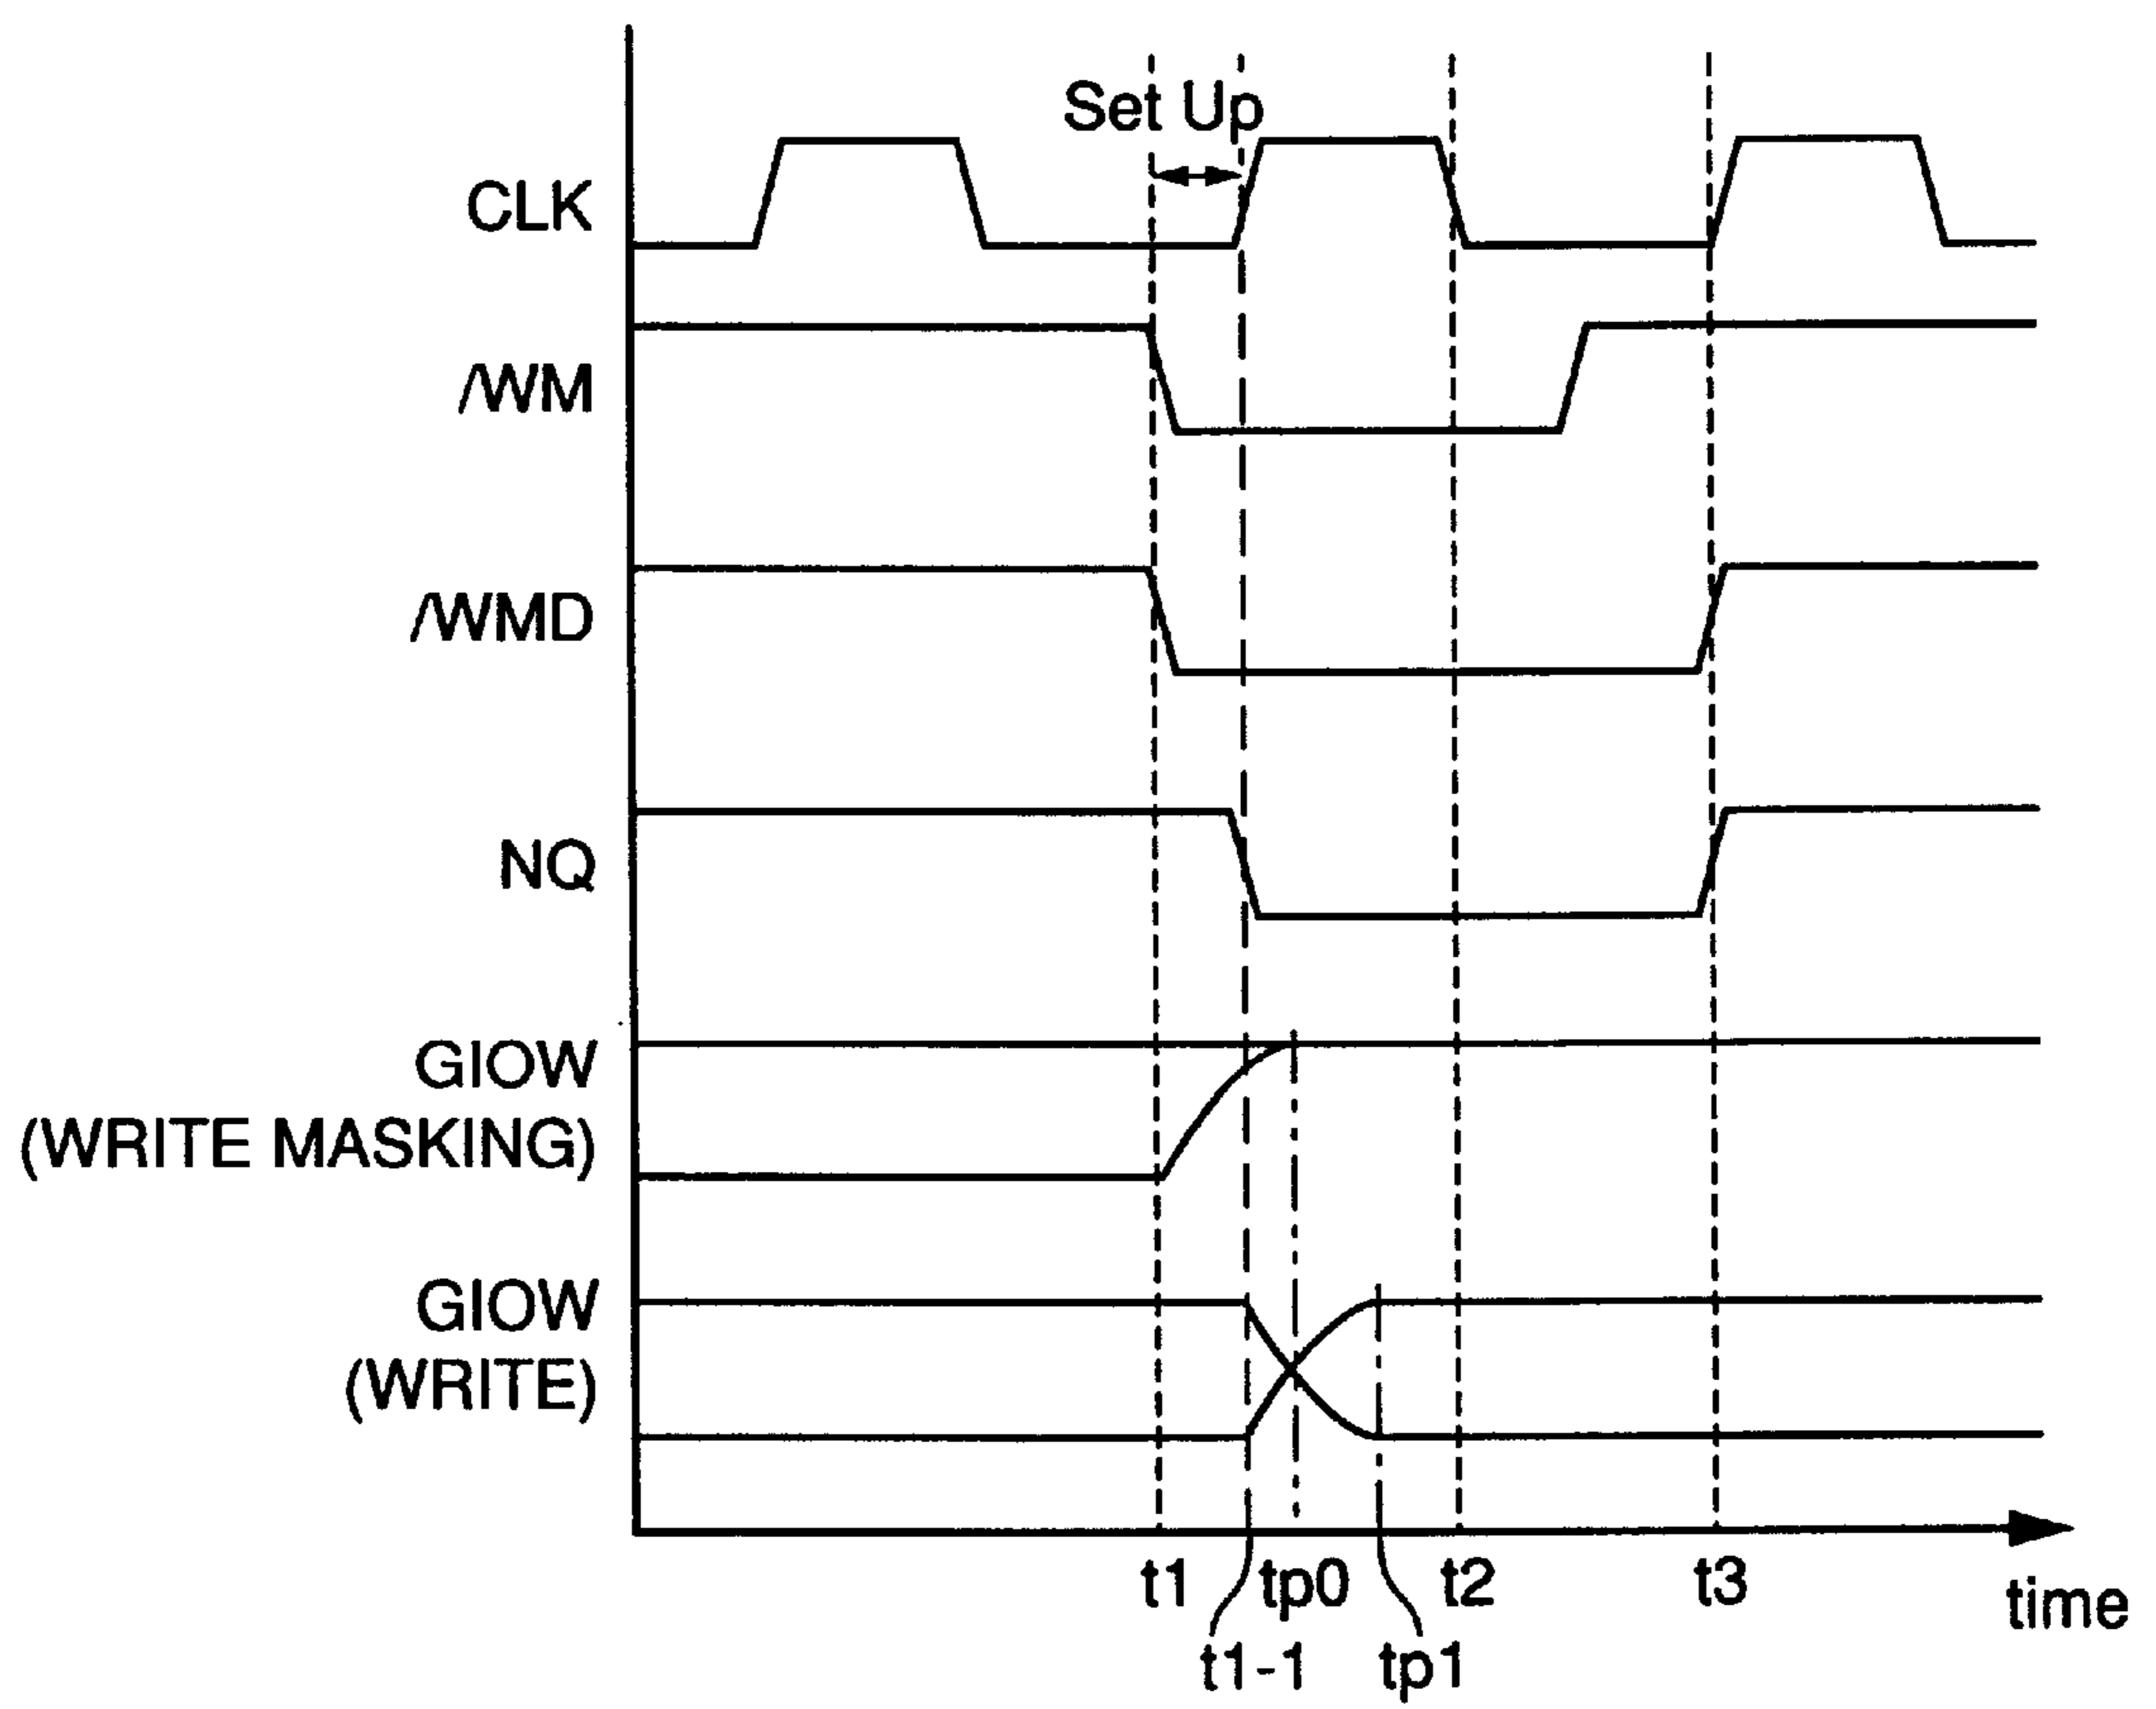 Set Up
CLK
/WM
/WMD
NQ
GIOW
(WRITE MASKING)
GIOW
(WRITE)
t1 tp0 t2 t3
time
t1-1 tp1